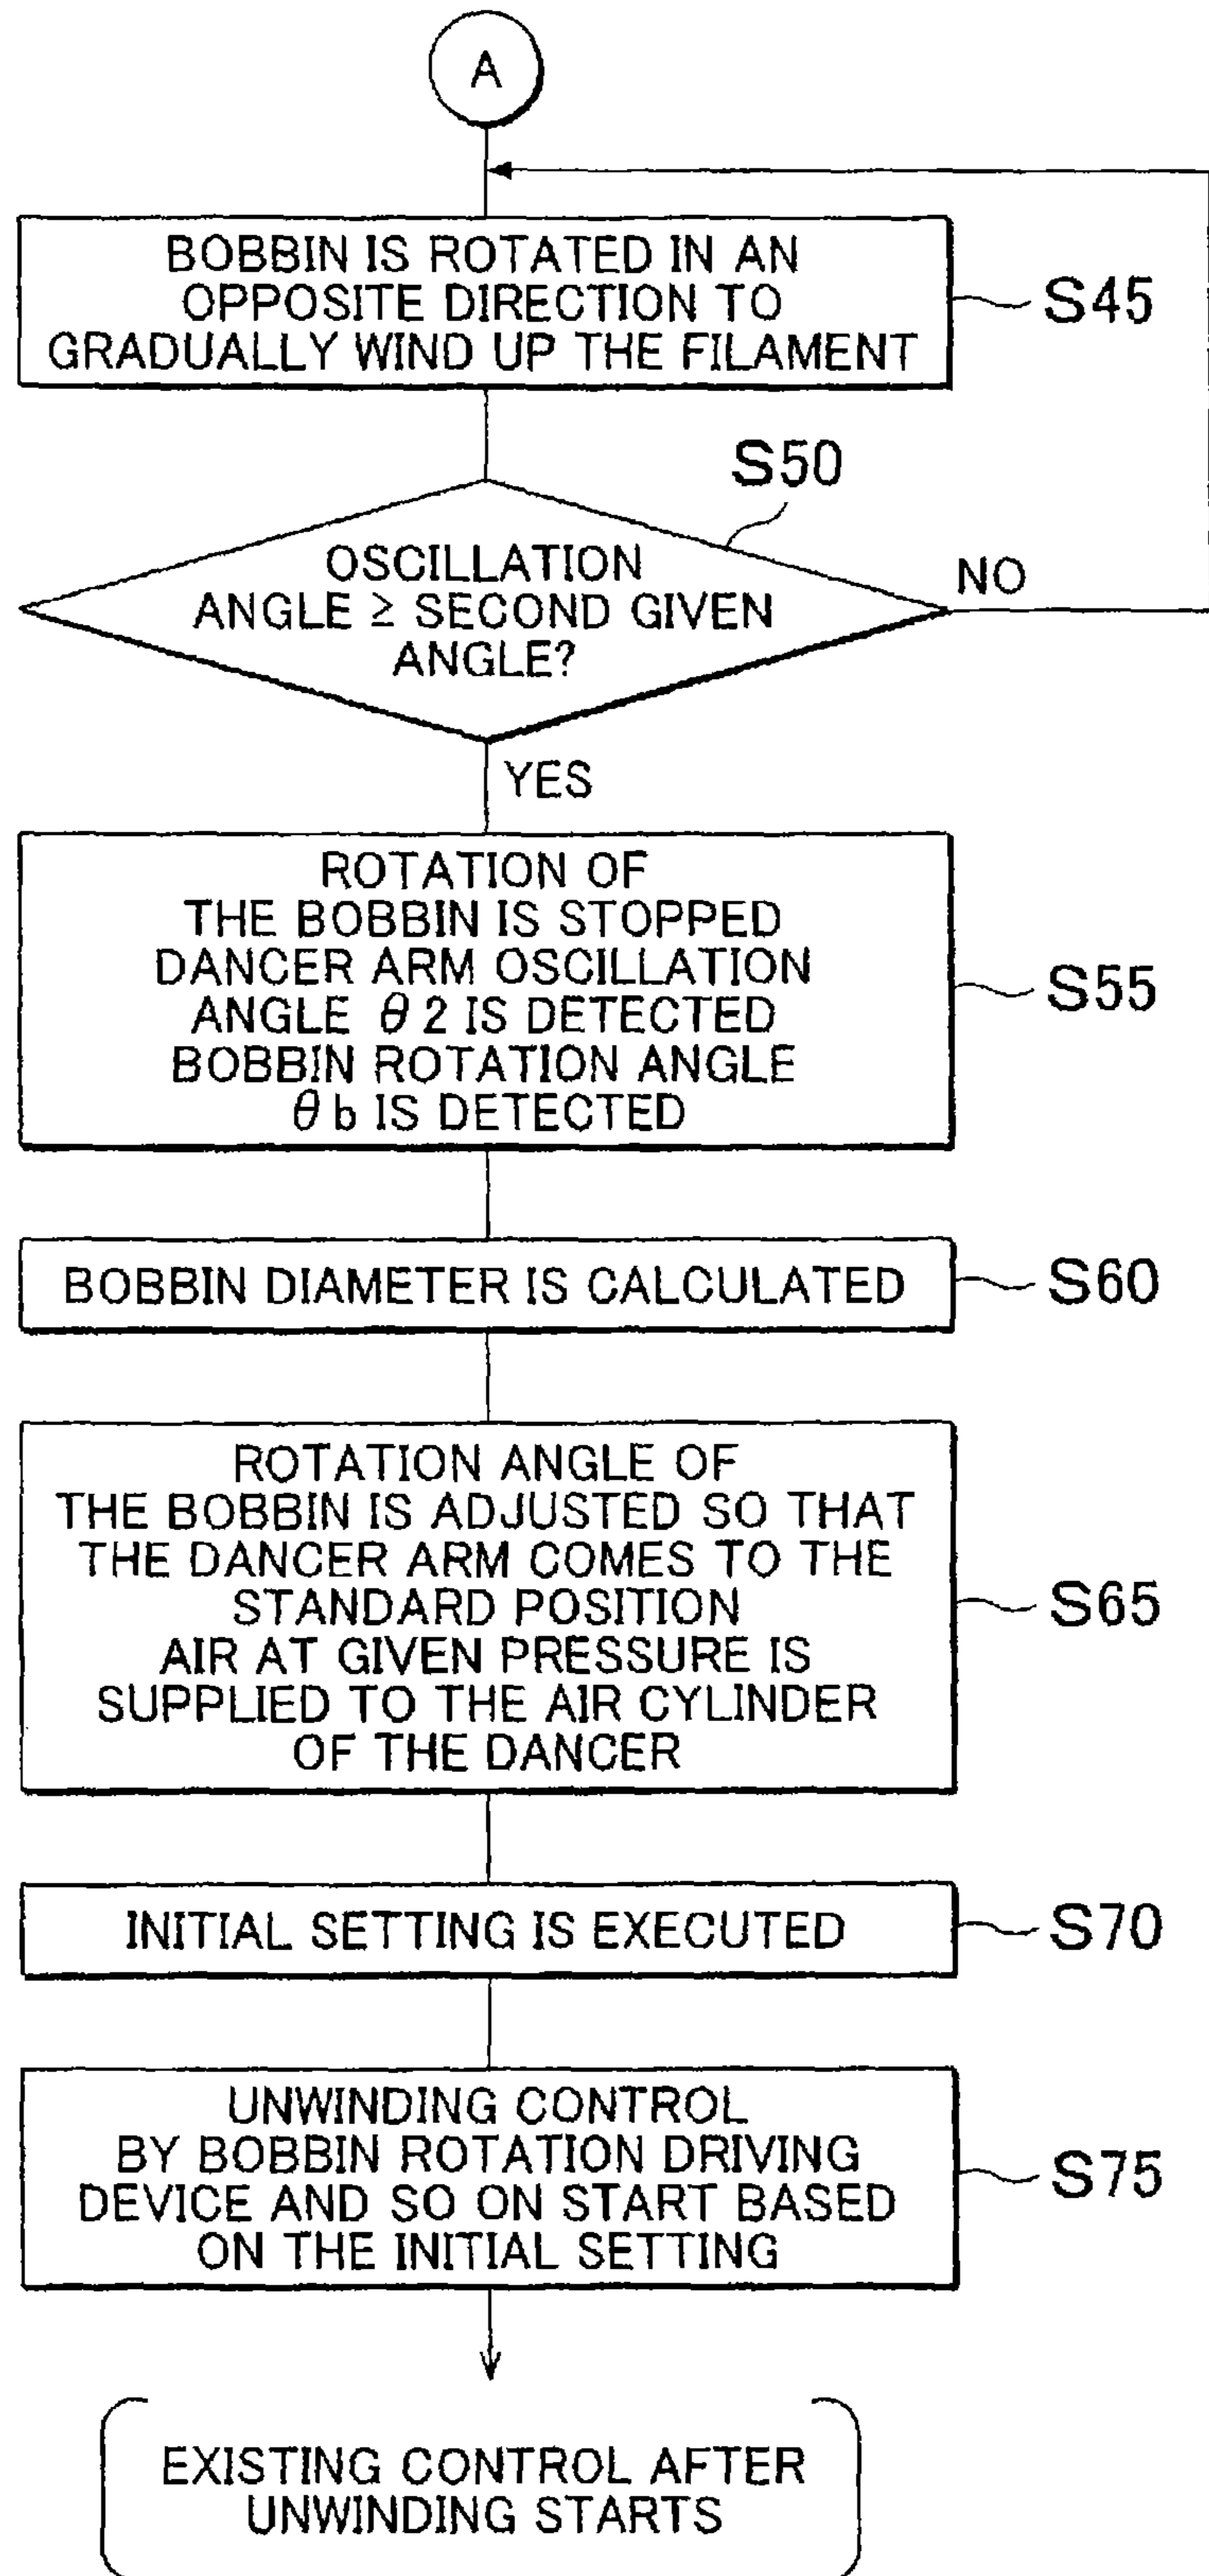 A
BOBBIN IS ROTATED IN AN
OPPOSITE DIRECTION TO
GRADUALLY WIND UP THE FILAMENT
S45
S50
OSCILLATION
ANGLE ≥ SECOND GIVEN
ANGLE?
NO
YES
ROTATION OF
THE BOBBIN IS STOPPED
DANCER ARM OSCILLATION
ANGLE θ2 IS DETECTED
BOBBIN ROTATION ANGLE
θb IS DETECTED
S55
BOBBIN DIAMETER IS CALCULATED
S60
ROTATION ANGLE OF
THE BOBBIN IS ADJUSTED SO THAT
THE DANCER ARM COMES TO THE
STANDARD POSITION
AIR AT GIVEN PRESSURE IS
SUPPLIED TO THE AIR CYLINDER
OF THE DANCER
S65
INITIAL SETTING IS EXECUTED
S70
UNWINDING CONTROL
BY BOBBIN ROTATION DRIVING
DEVICE AND SO ON START BASED
ON THE INITIAL SETTING
S75
EXISTING CONTROL AFTER
UNWINDING STARTS